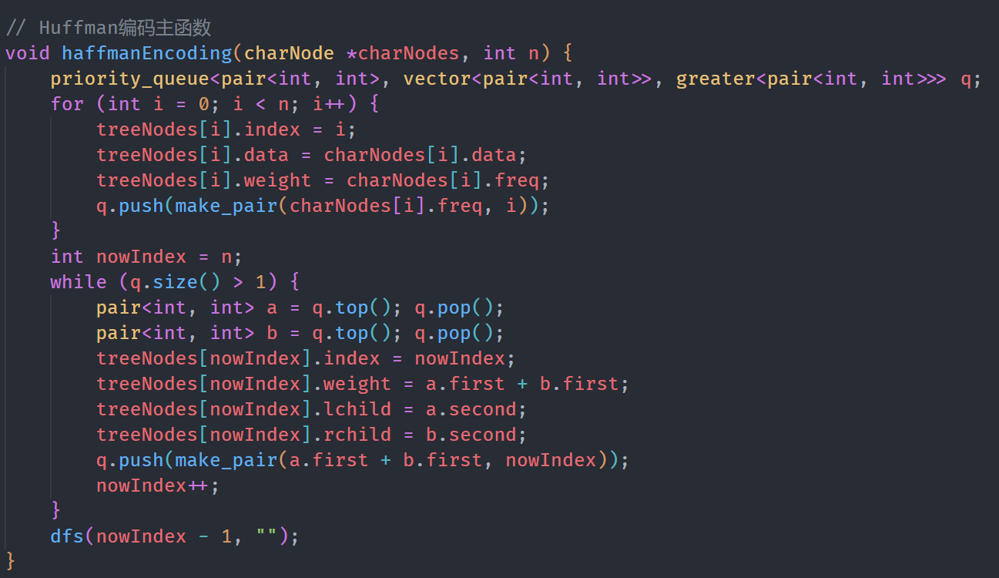 // Huffman编码主函数
void haffmanEncoding(charNode *charNodes, int n) {
    priority_queue<pair<int, int>, vector<pair<int, int>>, greater<pair<int, int>>> q;
    for (int i = 0; i < n; i++) {
        treeNodes[i].index = i;
        treeNodes[i].data = charNodes[i].data;
        treeNodes[i].weight = charNodes[i].freq;
        q.push(make_pair(charNodes[i].freq, i));
    }
    int nowIndex = n;
    while (q.size() > 1) {
        pair<int, int> a = q.top(); q.pop();
        pair<int, int> b = q.top(); q.pop();
        treeNodes[nowIndex].index = nowIndex;
        treeNodes[nowIndex].weight = a.first + b.first;
        treeNodes[nowIndex].lchild = a.second;
        treeNodes[nowIndex].rchild = b.second;
        q.push(make_pair(a.first + b.first, nowIndex));
        nowIndex++;
    }
    dfs(nowIndex - 1, "");
}